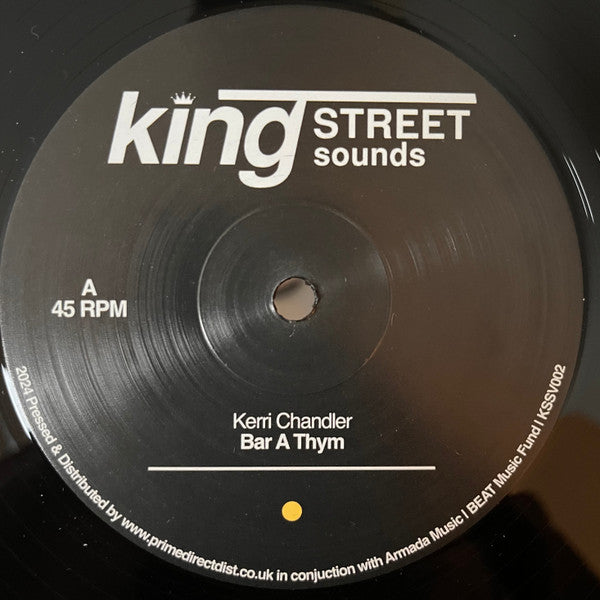 king STREET
sounds
A
45 RPM
Kerri Chandler
Bar A Thym
2024 Pressed & Distributed by www.primedirectdist.co.uk in conjuction with Armada Music I BEAT Music Fund I KSSV002